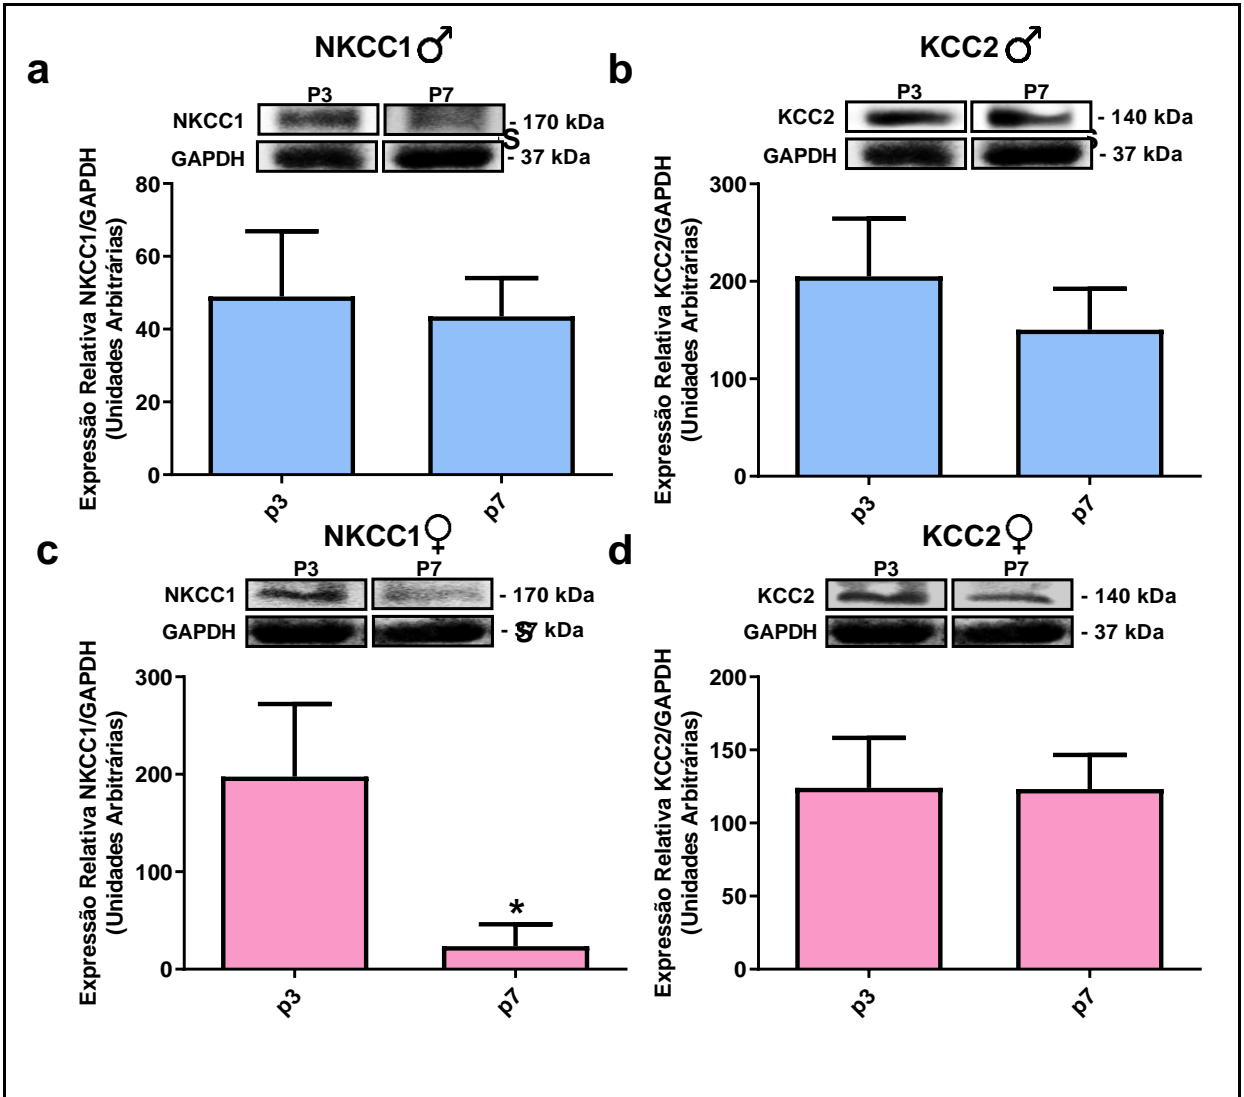 a
NKCC1♂
P3 P7
NKCC1 - 170 kDa
S
GAPDH - 37 kDa
Expressão Relativa NKCC1/GAPDH
(Unidades Arbitrárias)
80
60
40
20
0
p3 p7
b
KCC2♂
P3 P7
KCC2 - 140 kDa
GAPDH - 37 kDa
Expressão Relativa KCC2/GAPDH
(Unidades Arbitrárias)
300
200
100
0
p3 p7
c
NKCC1♀
P3 P7
NKCC1 - 170 kDa
GAPDH - 37 kDa
S
Expressão Relativa NKCC1/GAPDH
(Unidades Arbitrárias)
300
200
100
0
*
p3 p7
d
KCC2♀
P3 P7
KCC2 - 140 kDa
GAPDH - 37 kDa
Expressão Relativa KCC2/GAPDH
(Unidades Arbitrárias)
200
150
100
50
0
p3 p7